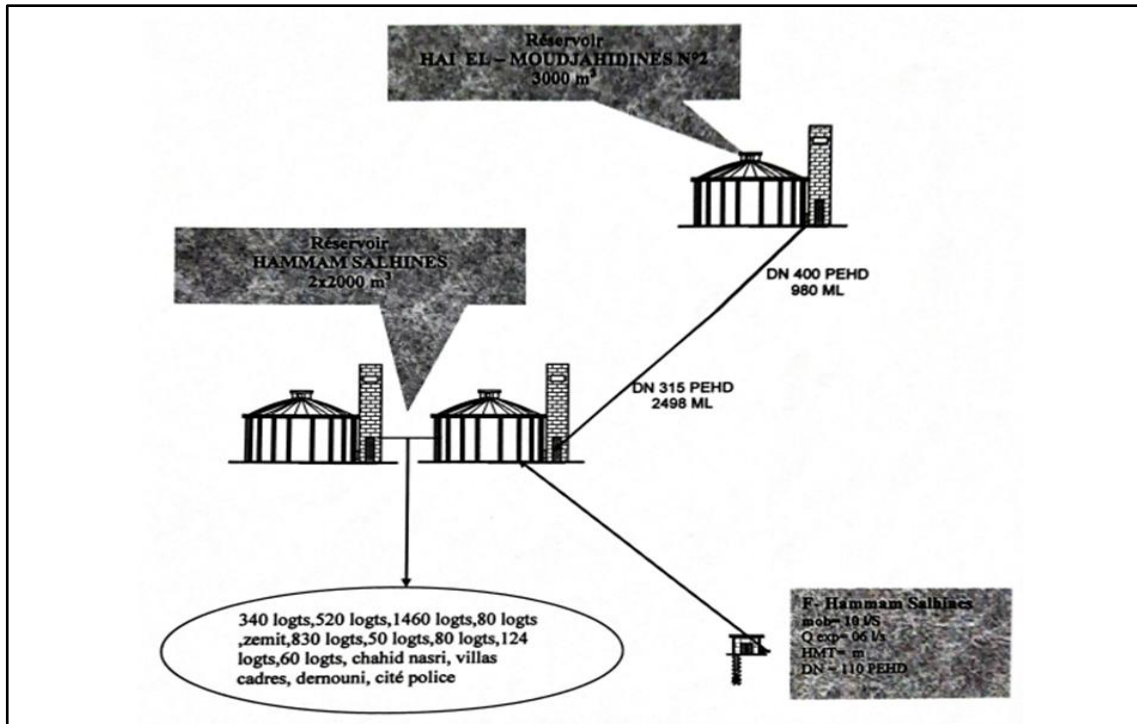 Réservoir
HAI EL – MOUDJAHIDINES N°2
3000 m³
DN 400 PEHD
980 ML
Réservoir
HAMMAM SALHINES
2x2000 m³
DN 315 PEHD
2498 ML
340 logts,520 logts,1460 logts,80 logts
,zemit,830 logts,50 logts,80 logts,124
logts,60 logts, chahid nasri, villas
cadres, dernouni, cité police
F- Hammam Salhines
mob= 10 l/S
Q exp= 06 l/s
HMT= m
DN = 110 PEHD